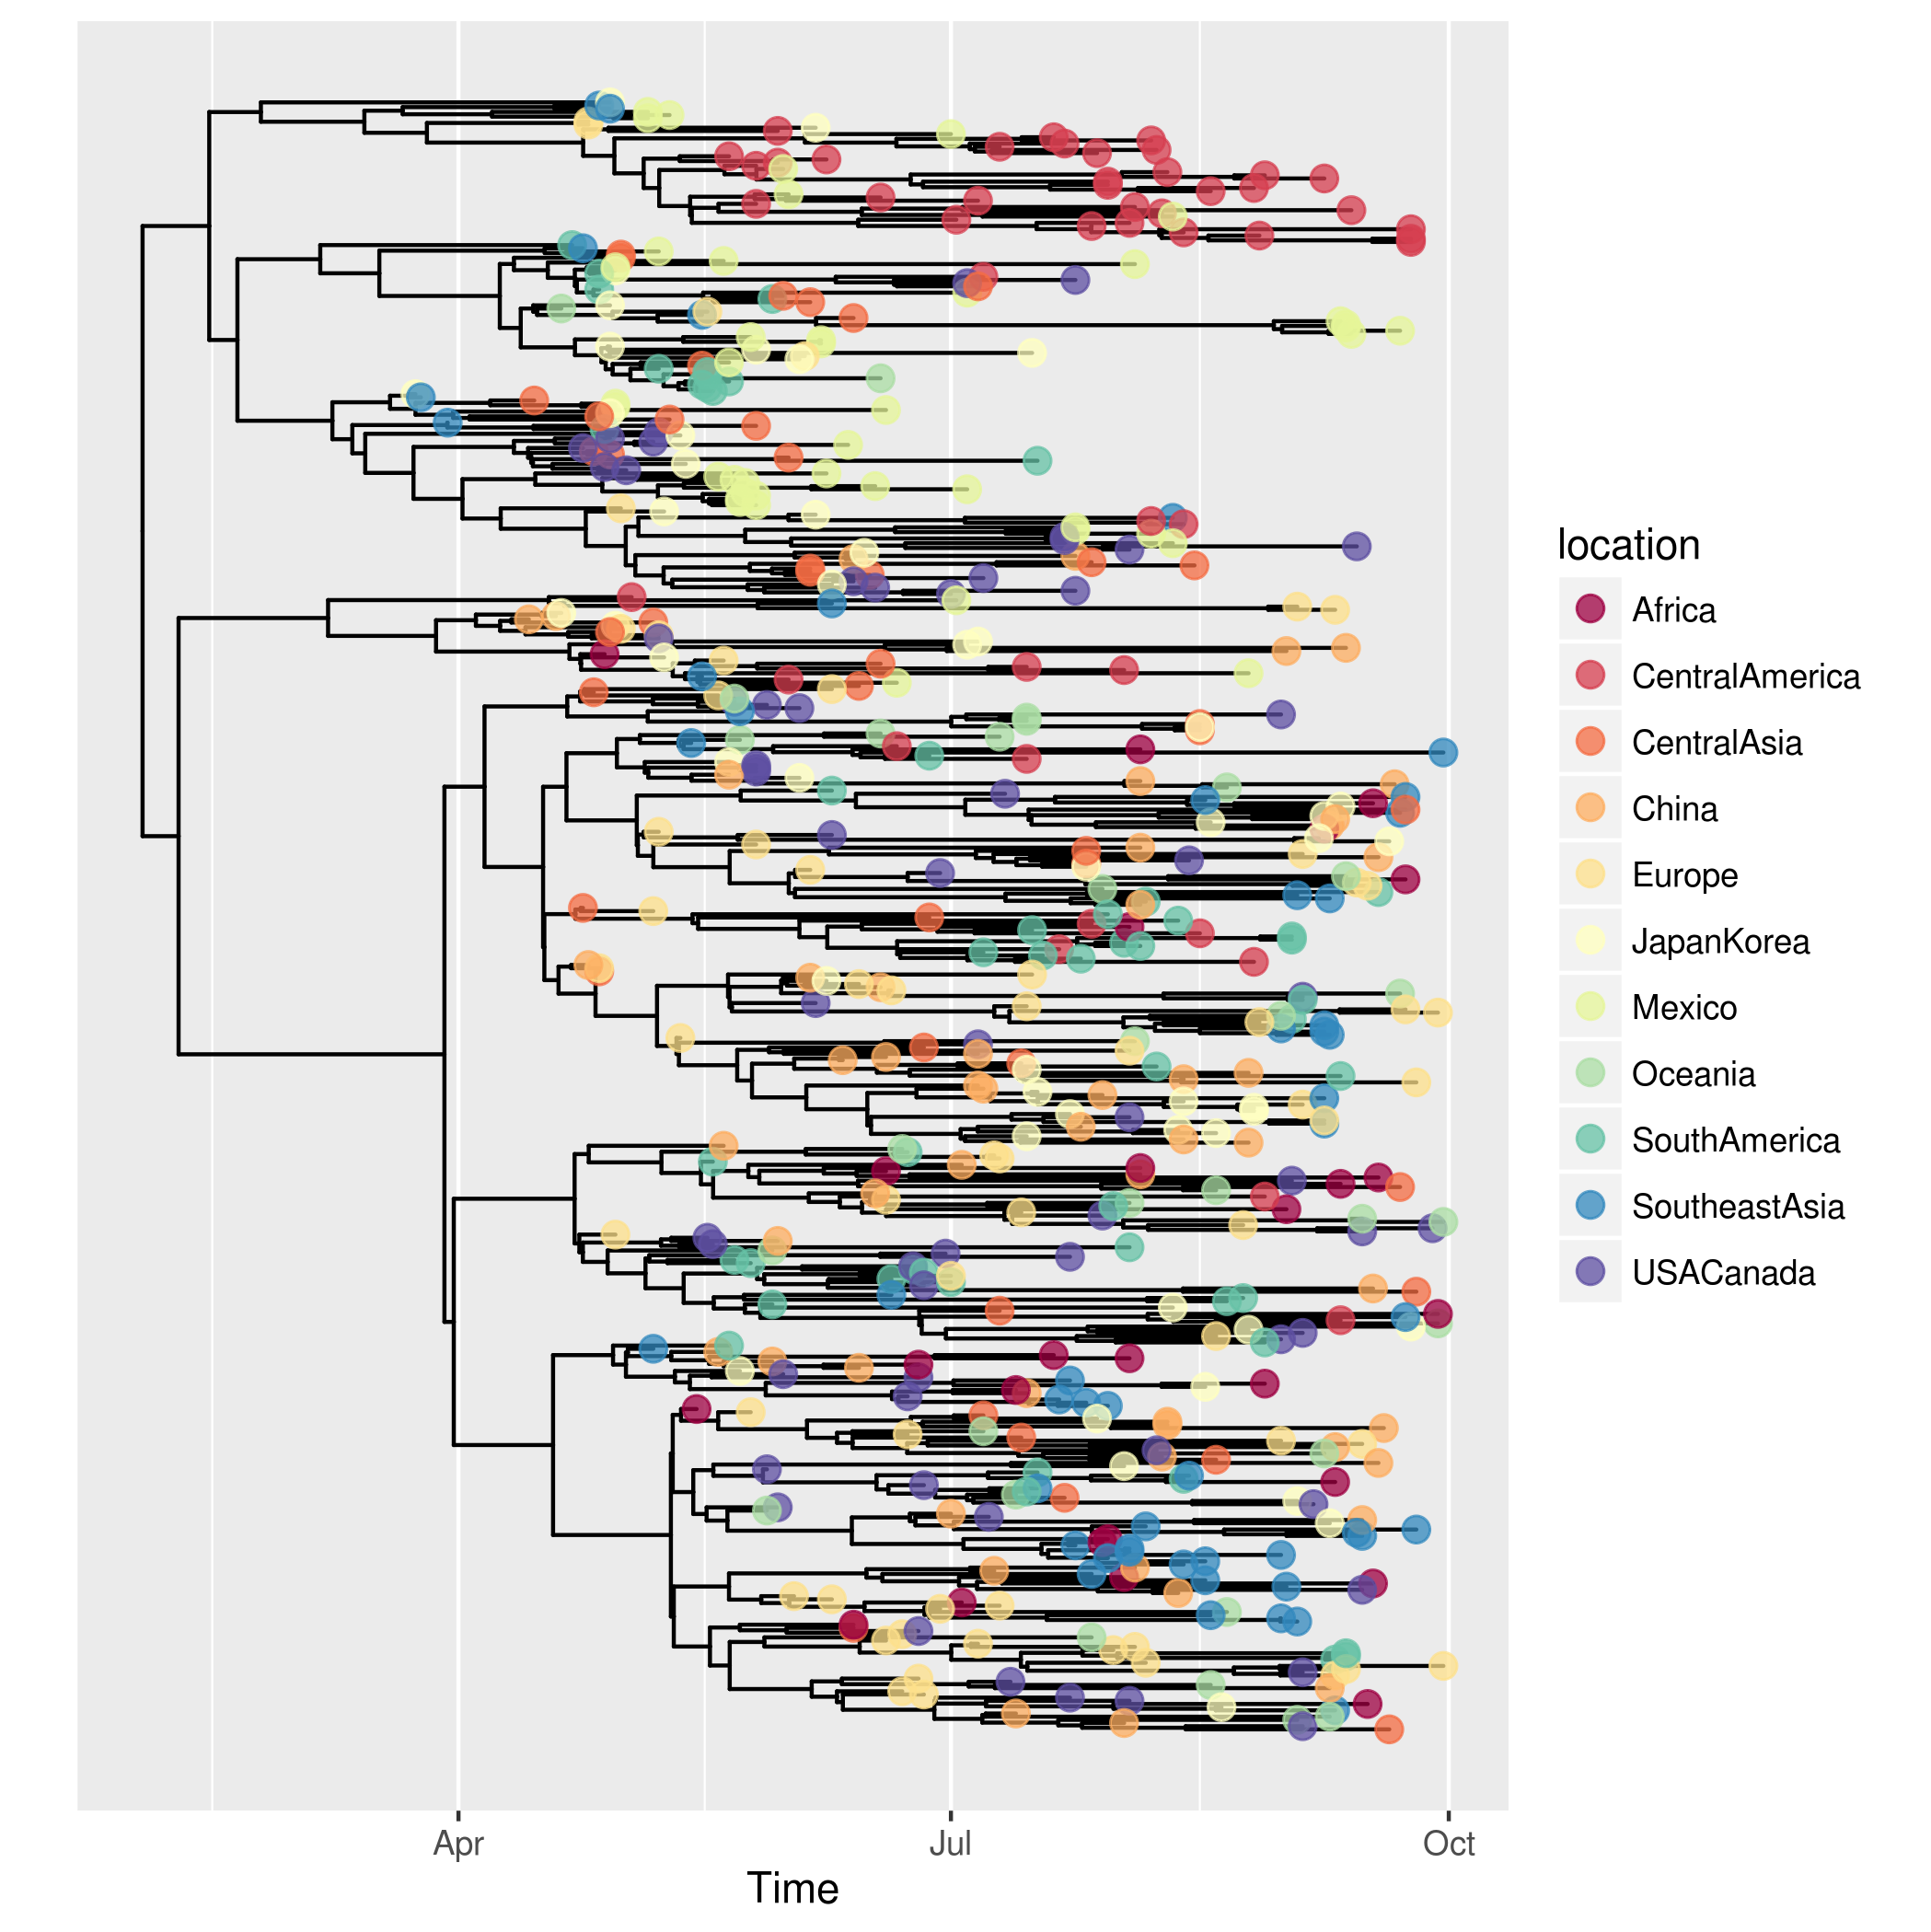 location
Africa
CentralAmerica
CentralAsia
China
Europe
JapanKorea
Mexico
Oceania
SouthAmerica
SoutheastAsia
USACanada
Apr
Jul
Oct
Time